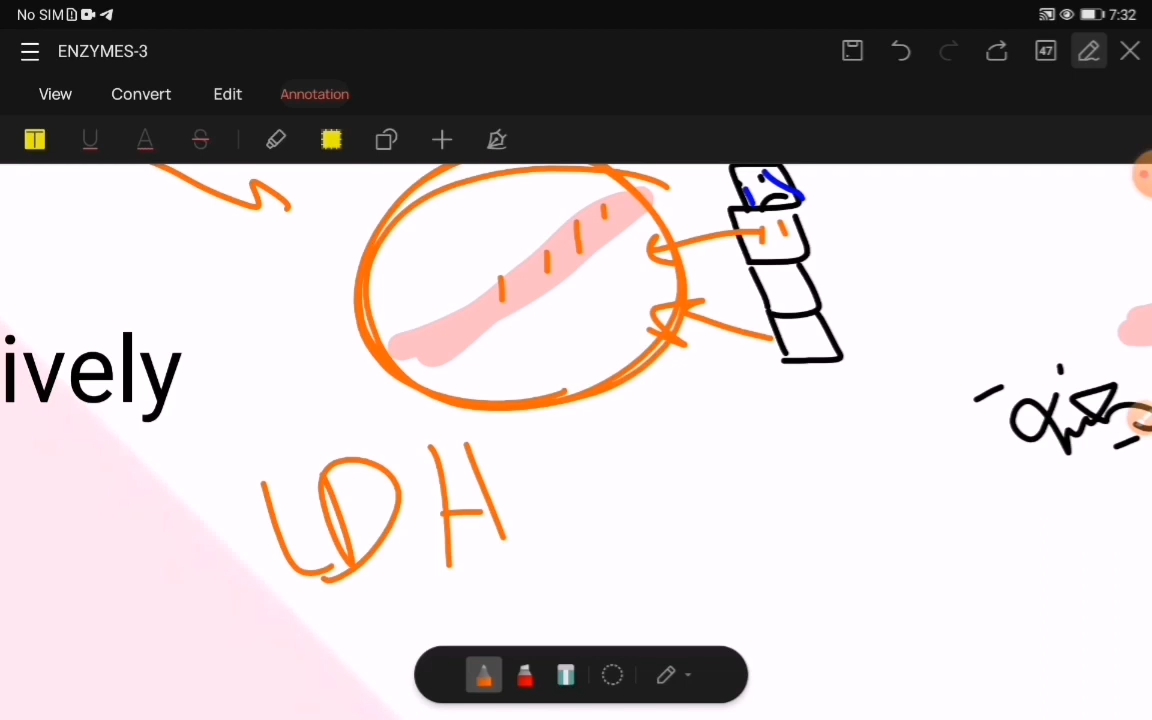 No SIM 7:32
ENZYMES-3 47
View Convert Edit Annotation
T U A S
ively
LDH